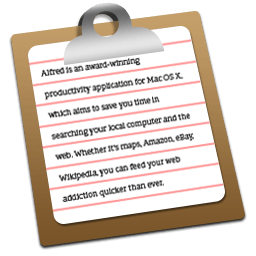 Alfred is an award-winning
productivity application for Mac OS X,
which aims to save you time in
searching your local computer and the
web. Whether it's maps, Amazon, eBay,
Wikipedia, you can feed your web
addiction quicker than ever.